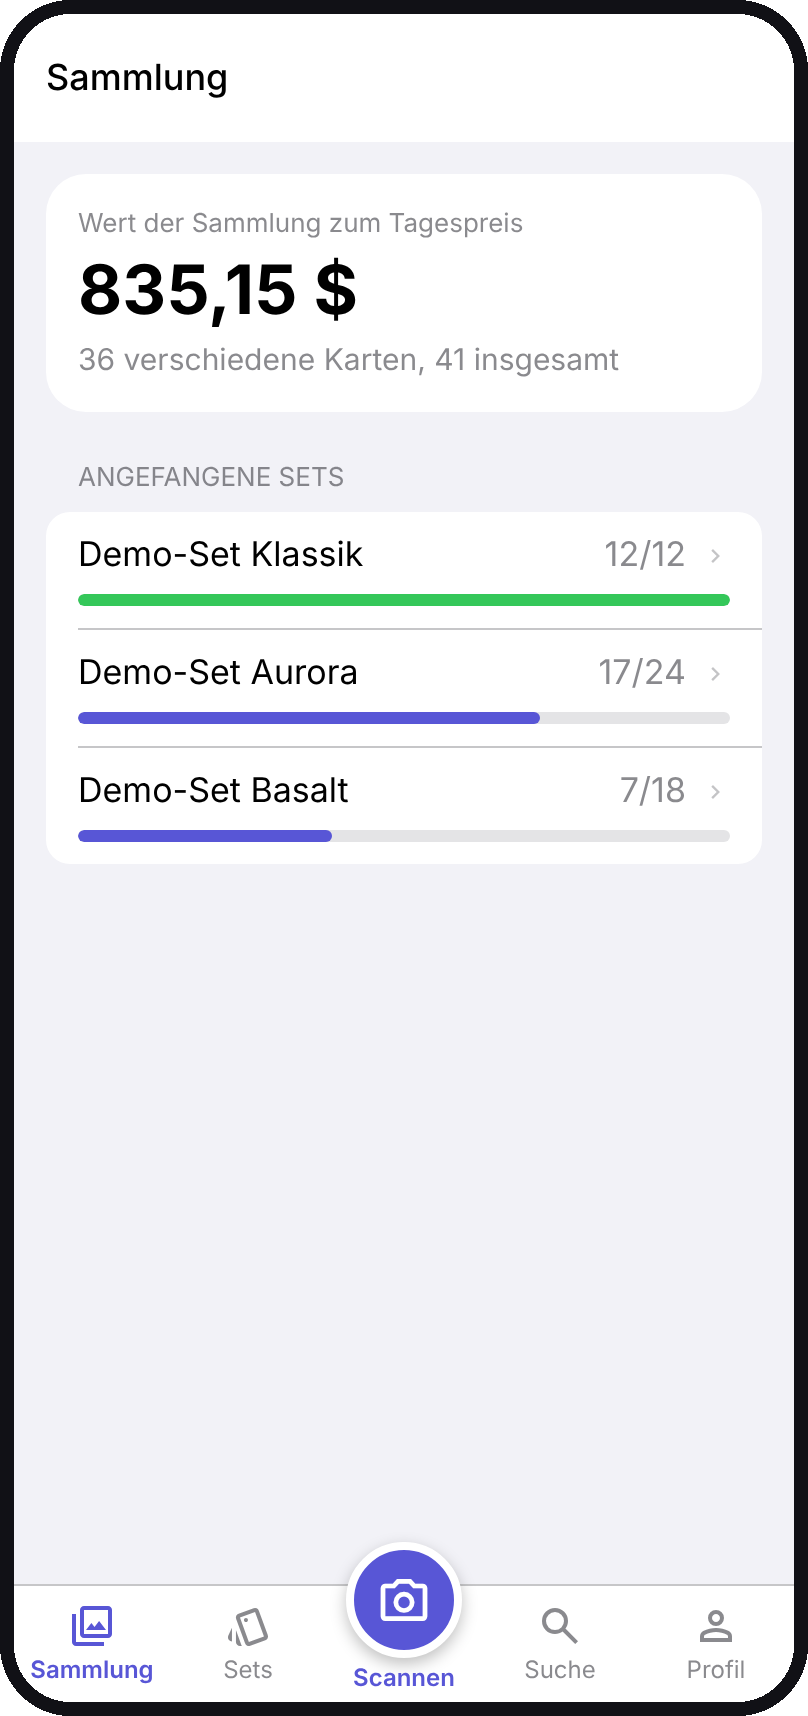 Sammlung
Wert der Sammlung zum Tagespreis
835,15 $
36 verschiedene Karten, 41 insgesamt
ANGEFANGENE SETS
Demo-Set Klassik 12/12
Demo-Set Aurora 17/24
Demo-Set Basalt 7/18
Sammlung Sets Scannen Suche Profil